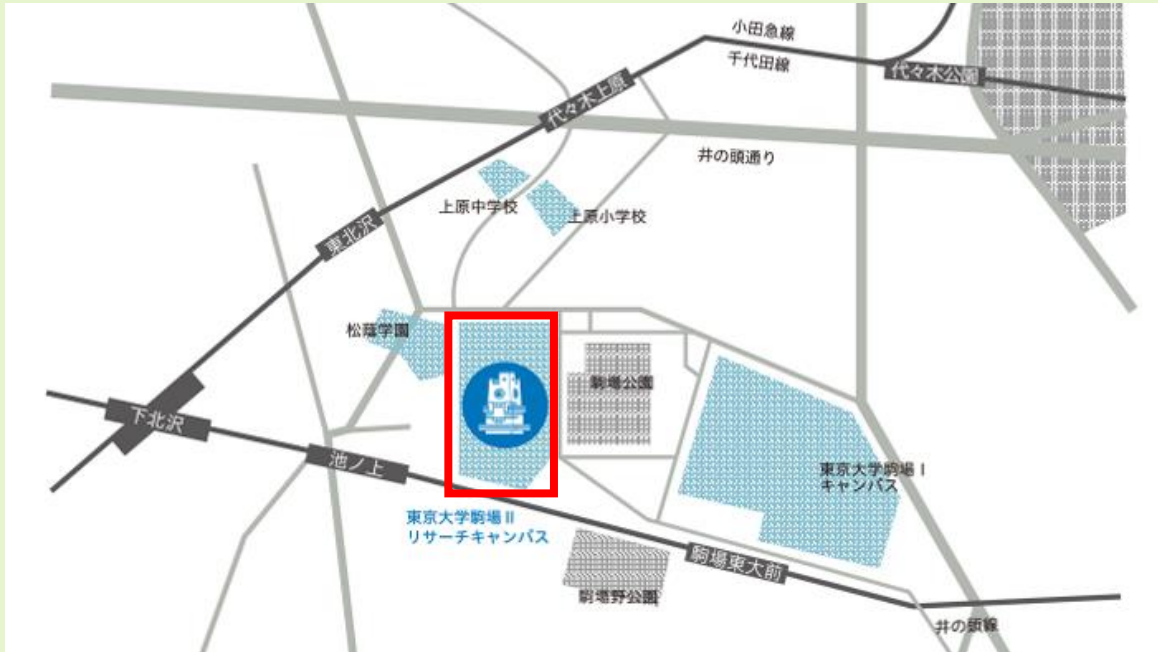 小田急線
千代田線
代々木公園
代々木上原
井の頭通り
上原中学校
上原小学校
東北沢
松蔭学園
駒場公園
下北沢
池ノ上
東京大学駒場Ⅰ
キャンパス
東京大学駒場Ⅱ
リサーチキャンパス
駒場東大前
駒場野公園
井の頭線